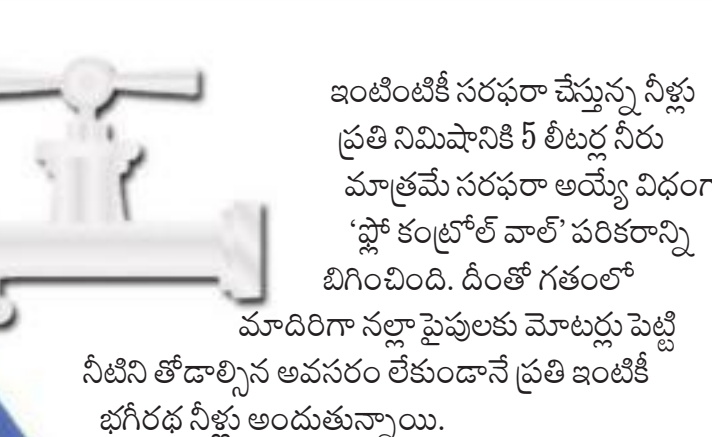 ఇంటింటికీ సరఫరా చేస్తున్న నీళ్లు
ప్రతి నిమిషానికి 5 లీటర్ల నీరు
మాత్రమే సరఫరా అయ్యే విధంగా
‘ఫ్లో కంట్రోల్ వాల్’ పరికరాన్ని
బిగించింది. దీంతో గతంలో
మాదిరిగా నల్లా పైపులకు మోటర్లు పెట్టి
నీటిని తోడాల్సిన అవసరం లేకుండానే ప్రతి ఇంటికీ
భగీరథ నీళ్లు అందుతున్నాయి.